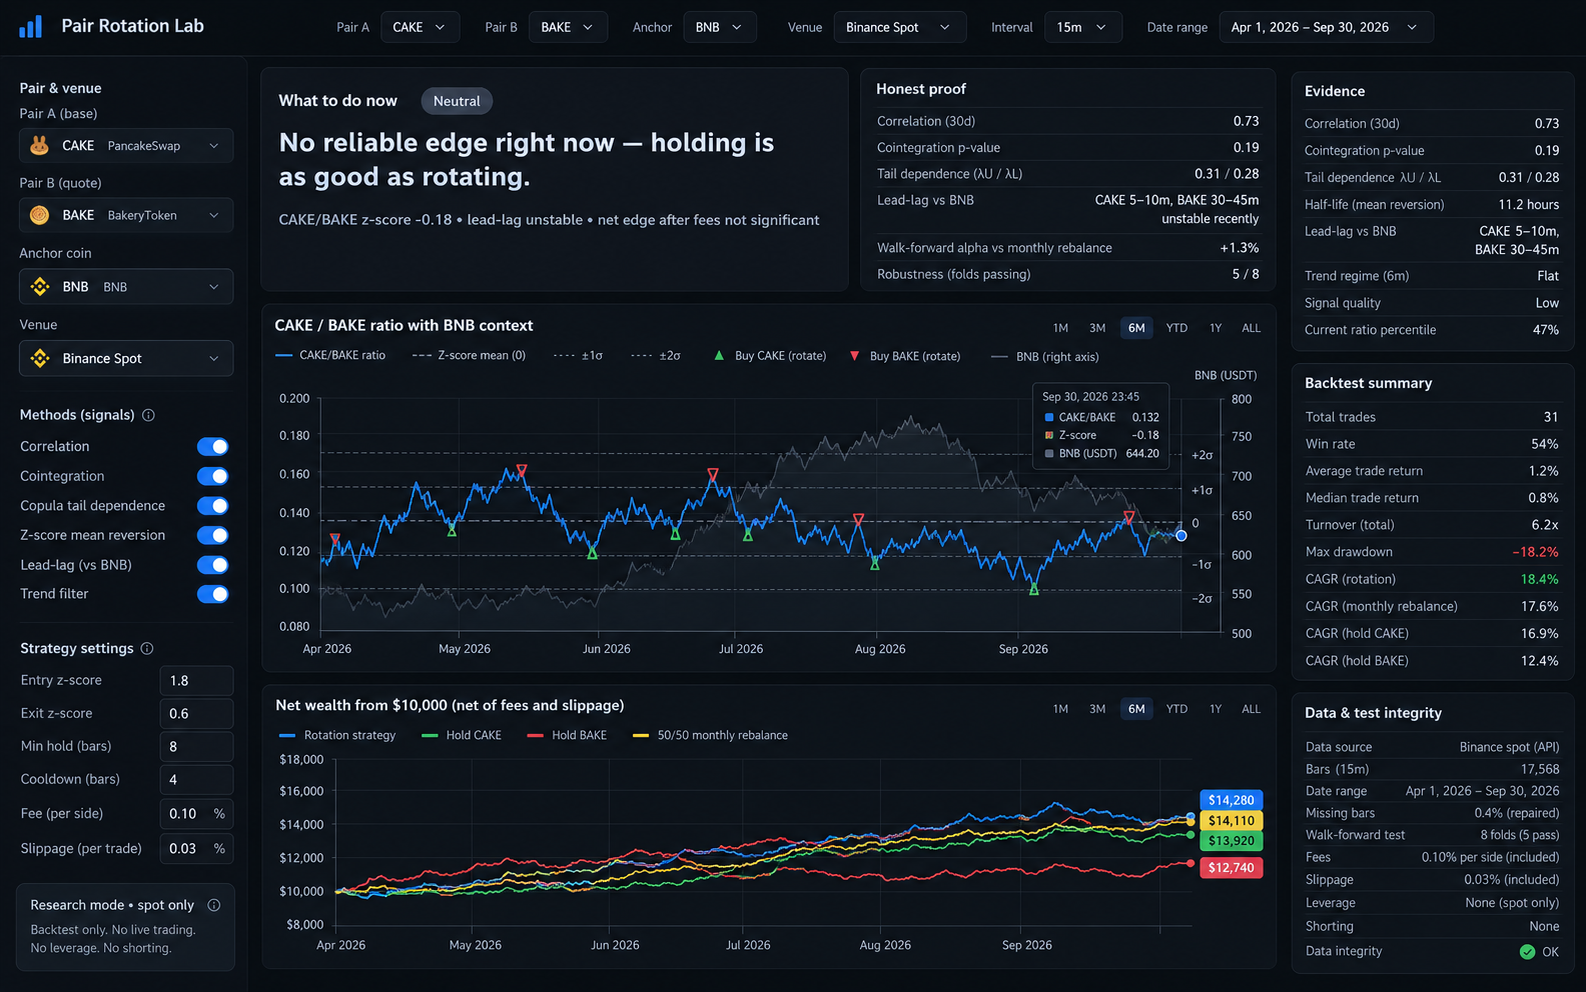 Pair Rotation Lab
Pair A CAKE
Pair B BAKE
Anchor BNB
Venue Binance Spot
Interval 15m
Date range Apr 1, 2026 – Sep 30, 2026
Pair & venue
Pair A (base)
CAKE PancakeSwap
Pair B (quote)
BAKE BakeryToken
Anchor coin
BNB BNB
Venue
Binance Spot
Methods (signals)
Correlation
Cointegration
Copula tail dependence
Z-score mean reversion
Lead-lag (vs BNB)
Trend filter
Strategy settings
Entry z-score 1.8
Exit z-score 0.6
Min hold (bars) 8
Cooldown (bars) 4
Fee (per side) 0.10 %
Slippage (per trade) 0.03 %
Research mode • spot only
Backtest only. No live trading.
No leverage. No shorting.
What to do now Neutral
No reliable edge right now — holding is
as good as rotating.
CAKE/BAKE z-score -0.18 • lead-lag unstable • net edge after fees not significant
Honest proof
Correlation (30d) 0.73
Cointegration p-value 0.19
Tail dependence (λU / λL) 0.31 / 0.28
Lead-lag vs BNB CAKE 5–10m, BAKE 30–45m
unstable recently
Walk-forward alpha vs monthly rebalance +1.3%
Robustness (folds passing) 5 / 8
CAKE / BAKE ratio with BNB context
1M 3M 6M YTD 1Y ALL
CAKE/BAKE ratio Z-score mean (0) ±1σ ±2σ Buy CAKE (rotate) Buy BAKE (rotate) BNB (right axis)
BNB (USDT)
0.200
0.180
0.160
0.140
0.120
0.100
0.080
Sep 30, 2026 23:45
CAKE/BAKE 0.132
Z-score -0.18
BNB (USDT) 644.20
+2σ
+1σ
0
−1σ
−2σ
800
750
700
650
600
550
500
Apr 2026 May 2026 Jun 2026 Jul 2026 Aug 2026 Sep 2026
Net wealth from $10,000 (net of fees and slippage)
1M 3M 6M YTD 1Y ALL
Rotation strategy Hold CAKE Hold BAKE 50/50 monthly rebalance
$18,000
$16,000
$14,000
$12,000
$10,000
$8,000
$14,280
$14,110
$13,920
$12,740
Apr 2026 May 2026 Jun 2026 Jul 2026 Aug 2026 Sep 2026
Evidence
Correlation (30d) 0.73
Cointegration p-value 0.19
Tail dependence λU / λL 0.31 / 0.28
Half-life (mean reversion) 11.2 hours
Lead-lag vs BNB CAKE 5–10m,
BAKE 30–45m
Trend regime (6m) Flat
Signal quality Low
Current ratio percentile 47%
Backtest summary
Total trades 31
Win rate 54%
Average trade return 1.2%
Median trade return 0.8%
Turnover (total) 6.2x
Max drawdown −18.2%
CAGR (rotation) 18.4%
CAGR (monthly rebalance) 17.6%
CAGR (hold CAKE) 16.9%
CAGR (hold BAKE) 12.4%
Data & test integrity
Data source Binance spot (API)
Bars (15m) 17,568
Date range Apr 1, 2026 – Sep 30, 2026
Missing bars 0.4% (repaired)
Walk-forward test 8 folds (5 pass)
Fees 0.10% per side (included)
Slippage 0.03% (included)
Leverage None (spot only)
Shorting None
Data integrity OK